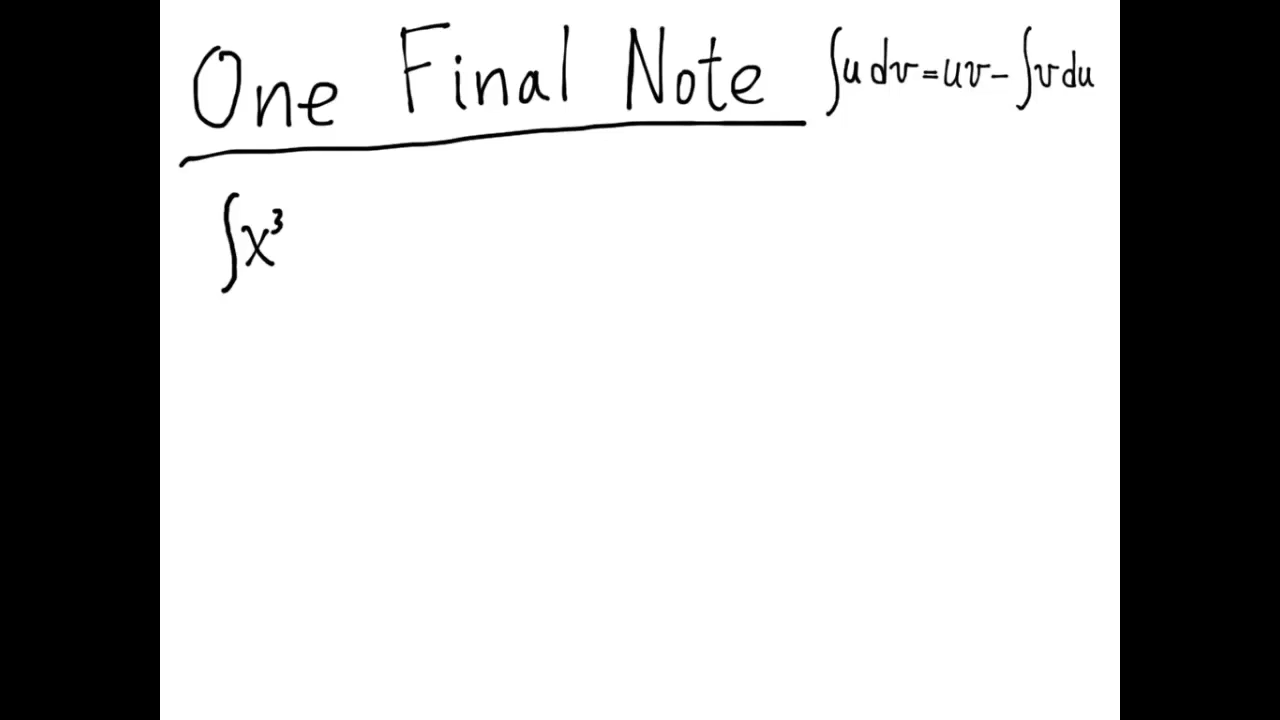 One Final Note ∫u dv = uv - ∫v du
∫x³